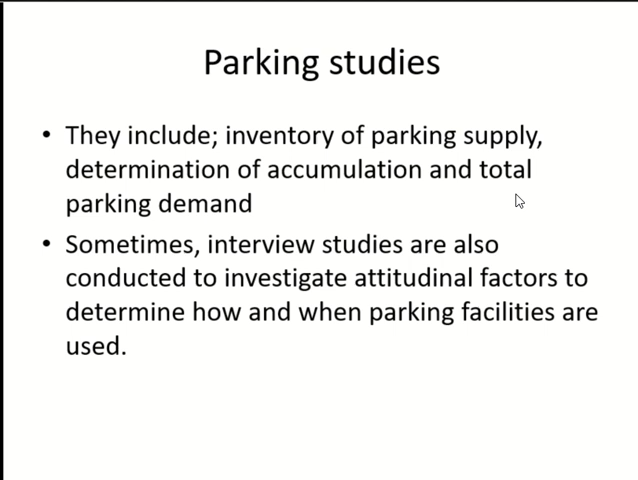 Parking studies
• They include; inventory of parking supply,
determination of accumulation and total
parking demand
• Sometimes, interview studies are also
conducted to investigate attitudinal factors to
determine how and when parking facilities are
used.